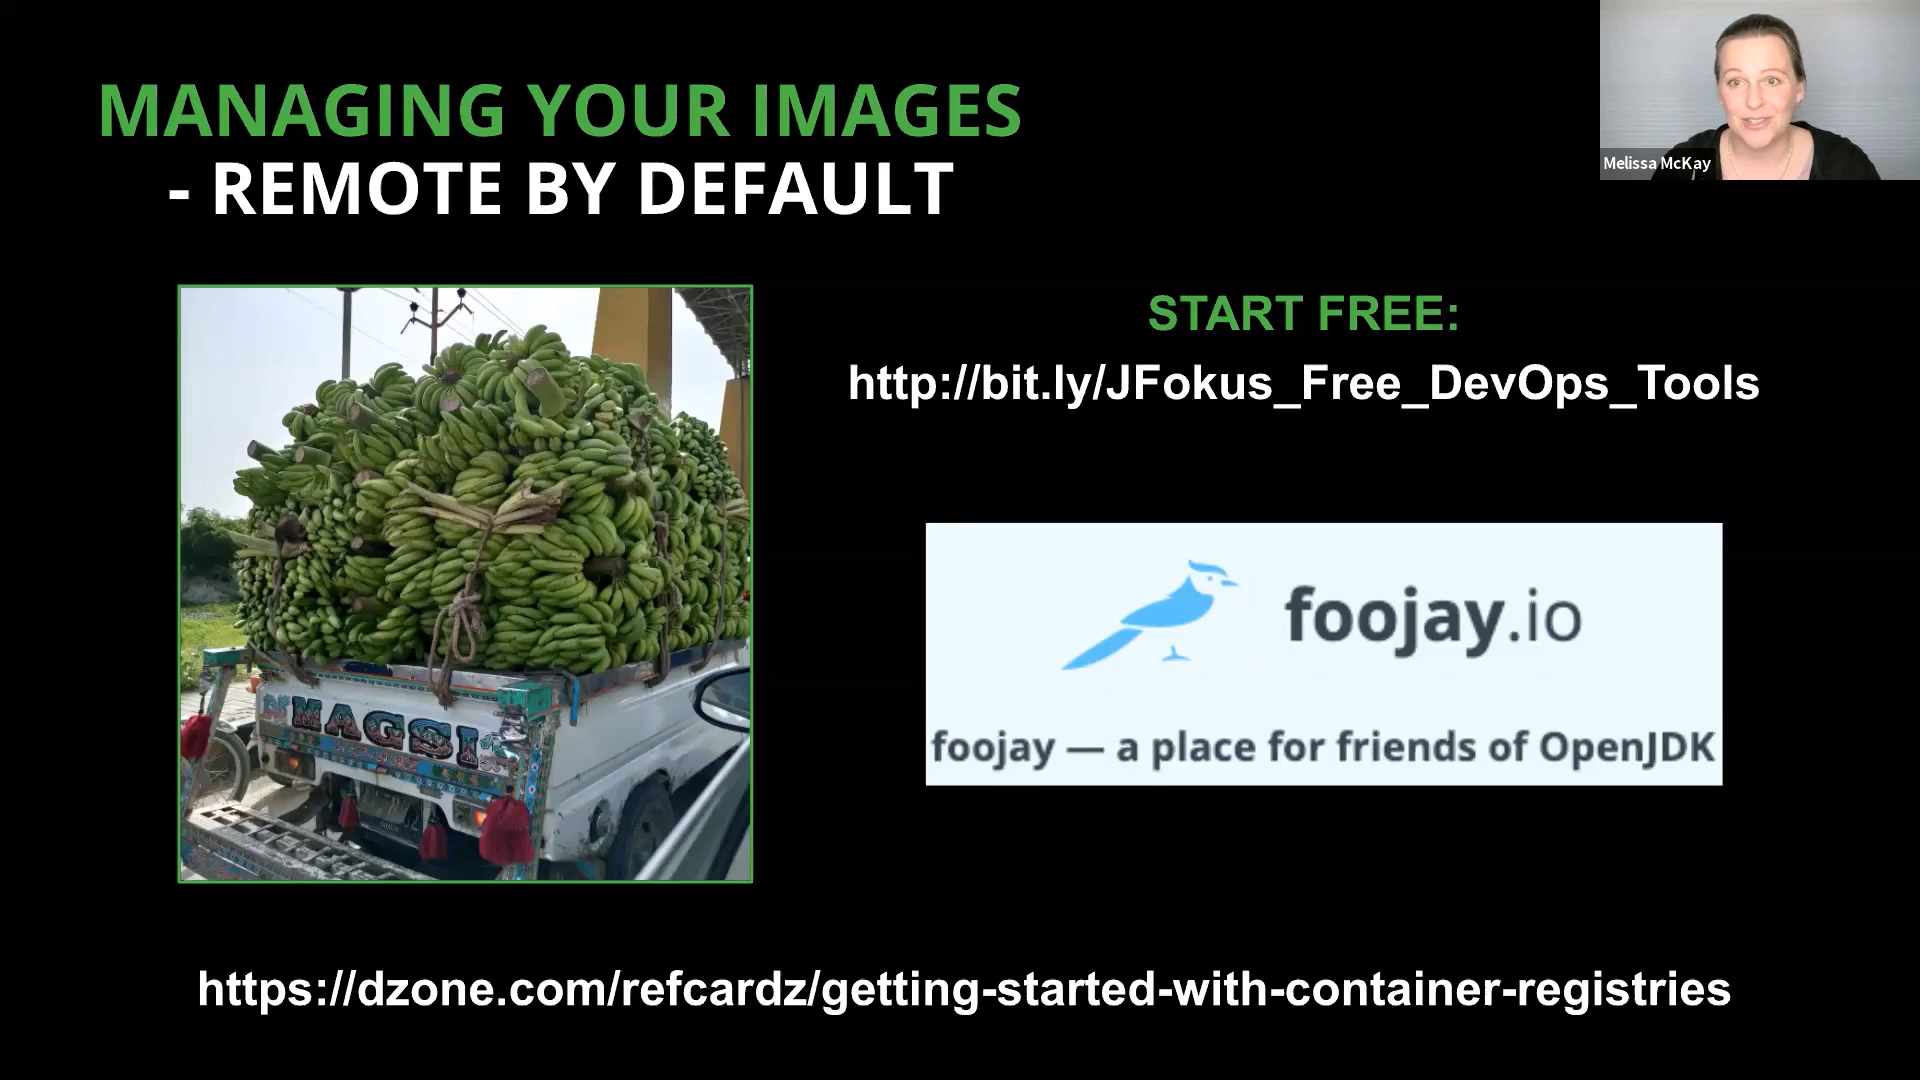 MANAGING YOUR IMAGES
- REMOTE BY DEFAULT
Melissa McKay
START FREE:
http://bit.ly/JFokus_Free_DevOps_Tools
MAGSI
foojay.io
foojay — a place for friends of OpenJDK
https://dzone.com/refcardz/getting-started-with-container-registries